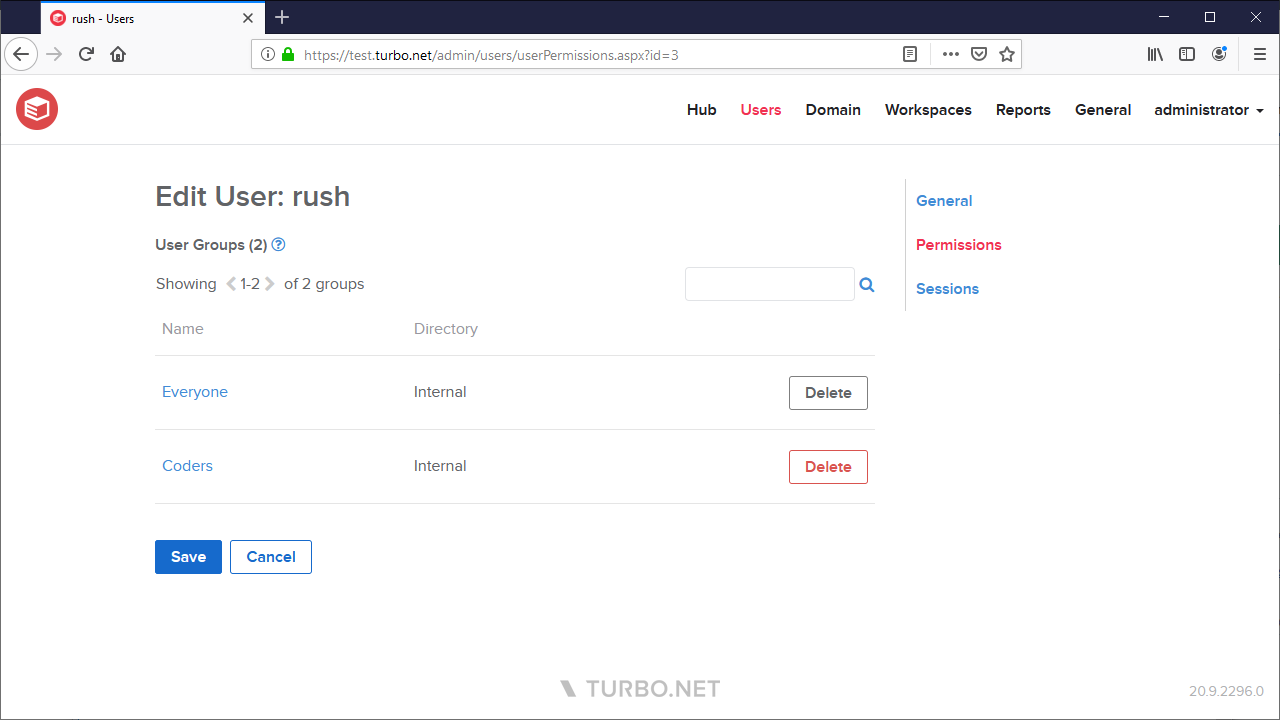 rush - Users
https://test.turbo.net/admin/users/userPermissions.aspx?id=3
Hub Users Domain Workspaces Reports General administrator
Edit User: rush
General
User Groups (2) ?
Permissions
Showing 1-2 of 2 groups
Sessions
Name Directory
Everyone Internal Delete
Coders Internal Delete
Save Cancel
TURBO.NET
20.9.2296.0